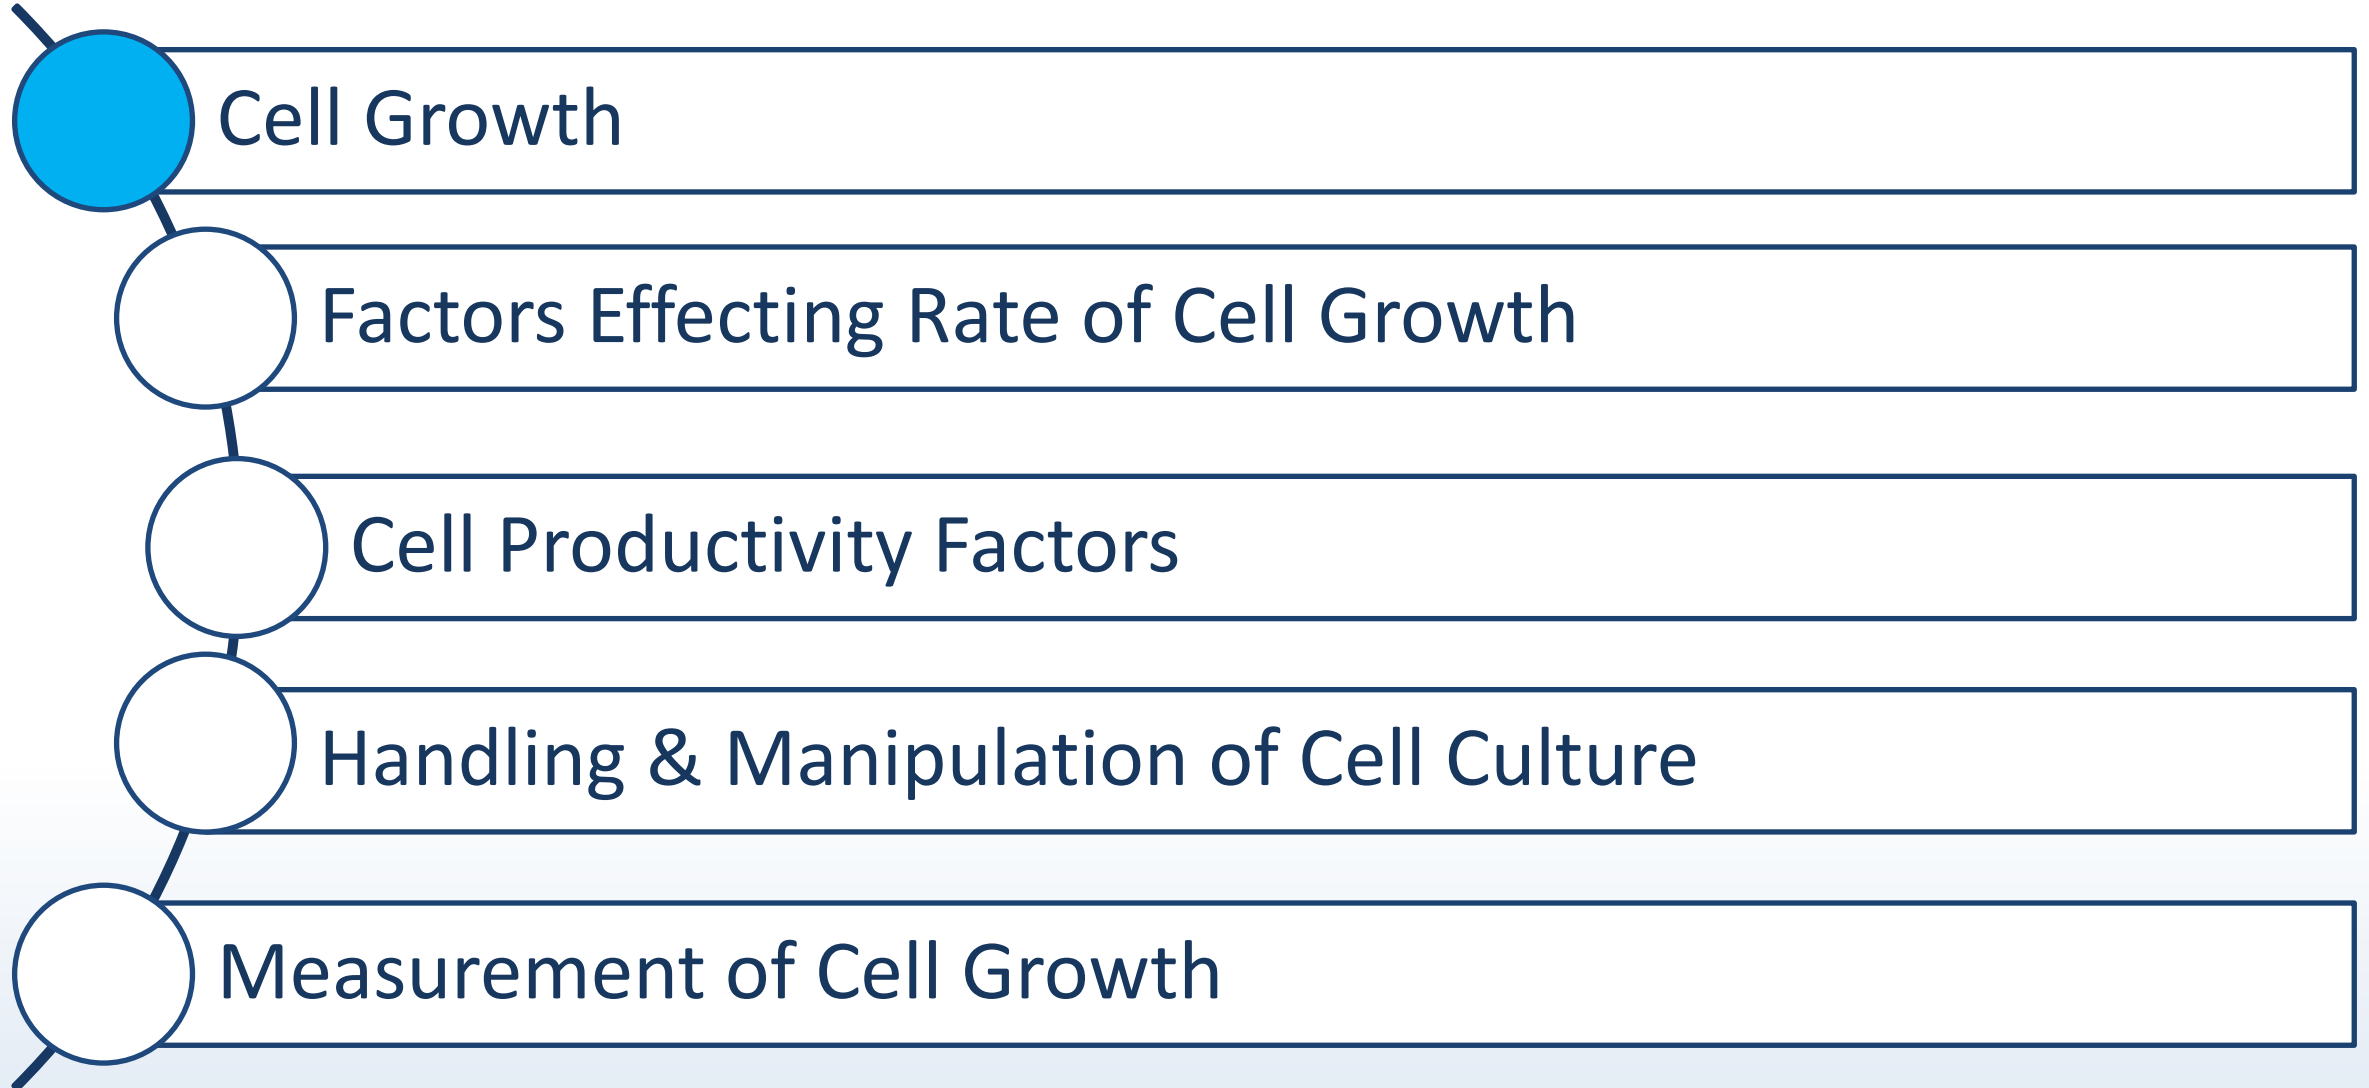 Cell Growth
Factors Effecting Rate of Cell Growth
Cell Productivity Factors
Handling & Manipulation of Cell Culture
Measurement of Cell Growth